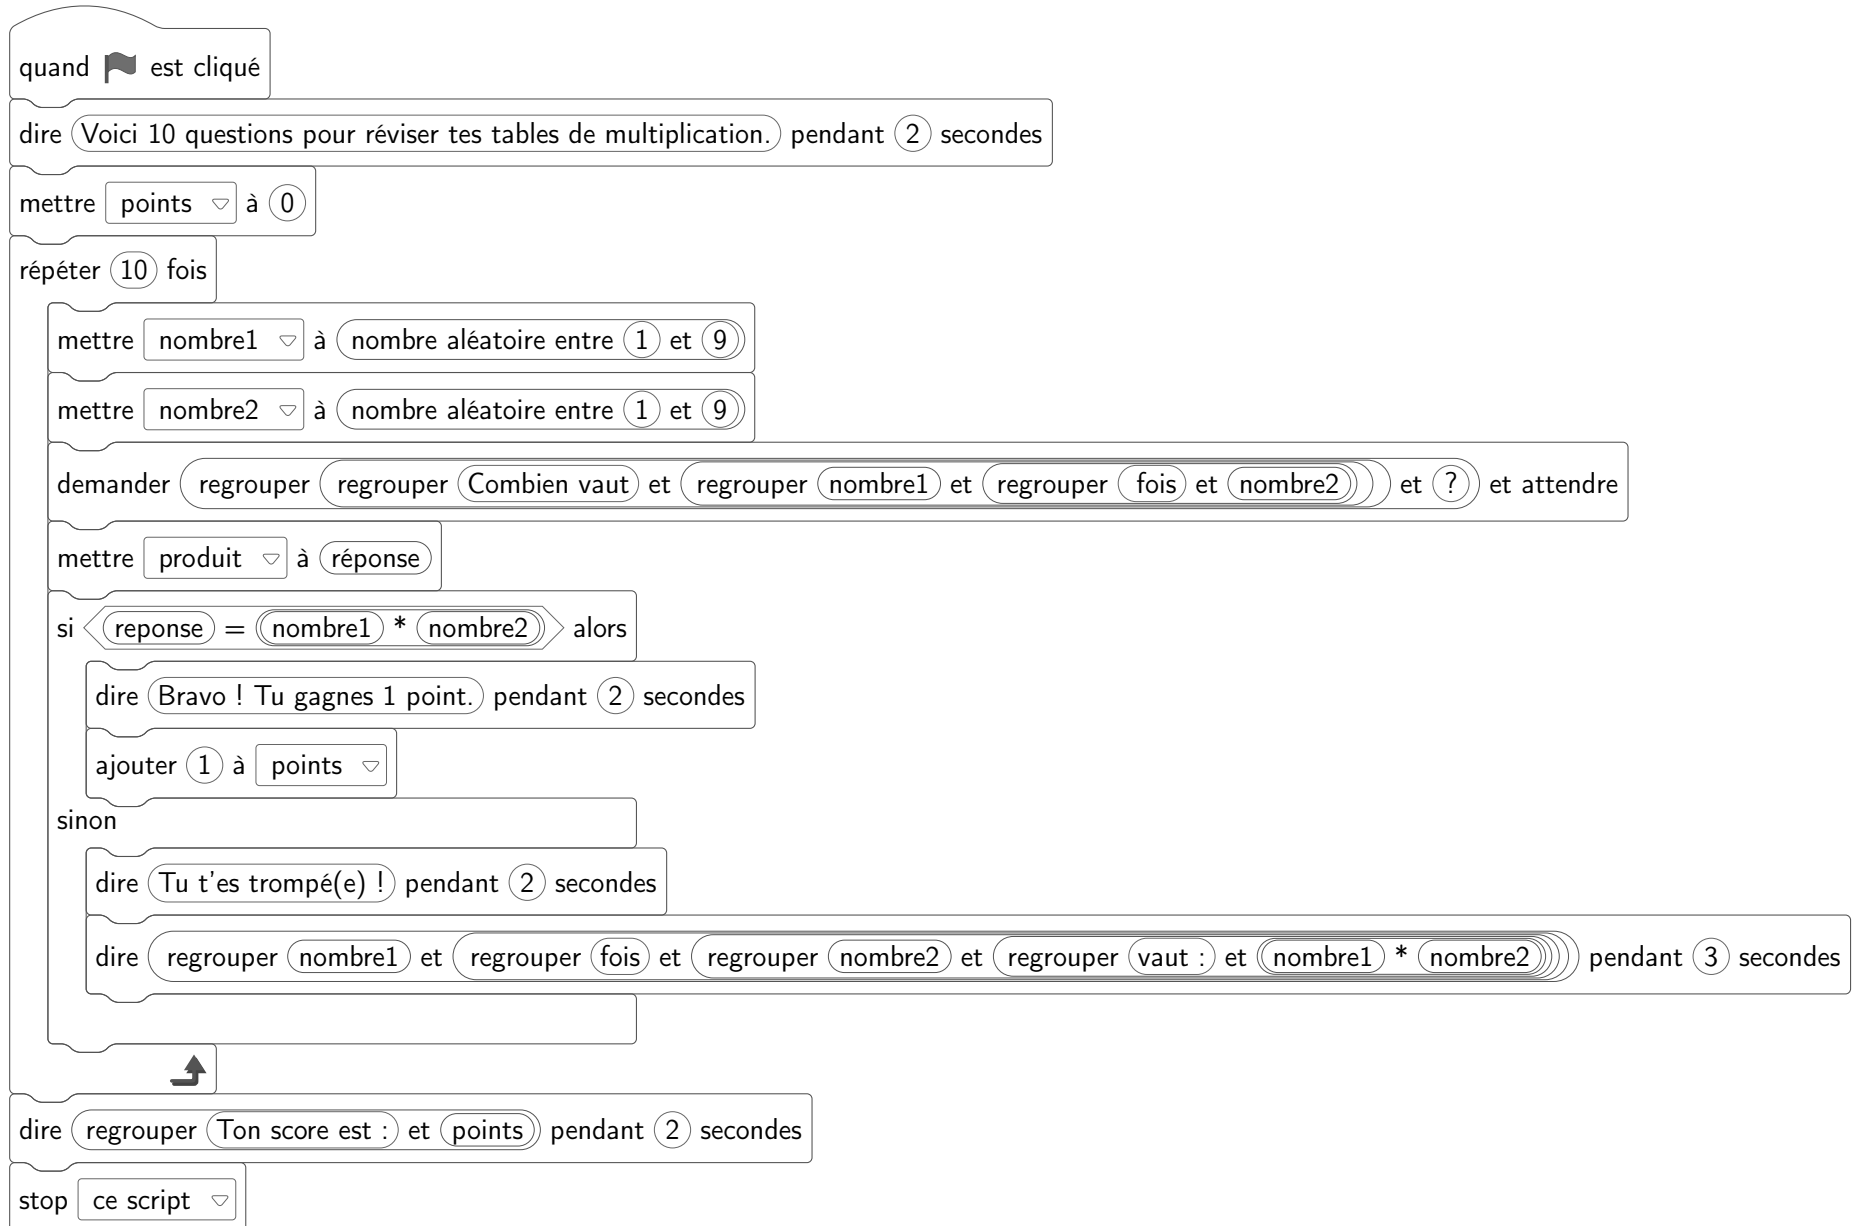 quand est cliqué
dire Voici 10 questions pour réviser tes tables de multiplication. pendant 2 secondes
mettre points à 0
répéter 10 fois
mettre nombre1 à nombre aléatoire entre 1 et 9
mettre nombre2 à nombre aléatoire entre 1 et 9
demander regrouper regrouper Combien vaut et regrouper nombre1 et regrouper fois et nombre2 et ? et attendre
mettre produit à réponse
si reponse = nombre1 * nombre2 alors
dire Bravo ! Tu gagnes 1 point. pendant 2 secondes
ajouter 1 à points
sinon
dire Tu t'es trompé(e) ! pendant 2 secondes
dire regrouper nombre1 et regrouper fois et regrouper nombre2 et regrouper vaut : et nombre1 * nombre2 pendant 3 secondes
dire regrouper Ton score est : et points pendant 2 secondes
stop ce script